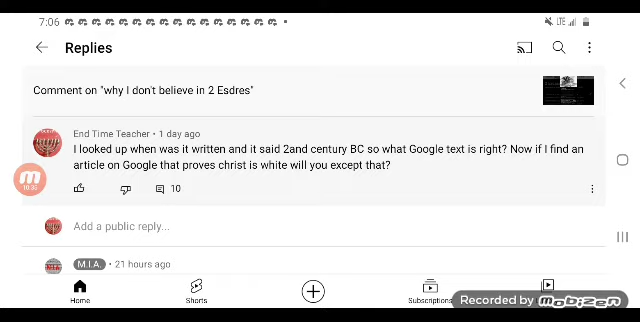 7:06
LTE
Replies
Comment on "why I don't believe in 2 Esdres"
End Time Teacher • 1 day ago
I looked up when was it written and it said 2and century BC so what Google text is right? Now if I find an
article on Google that proves christ is white will you except that?
10
Add a public reply...
M.I.A. • 21 hours ago
Home
Shorts
Subscriptions
Recorded by mobizen